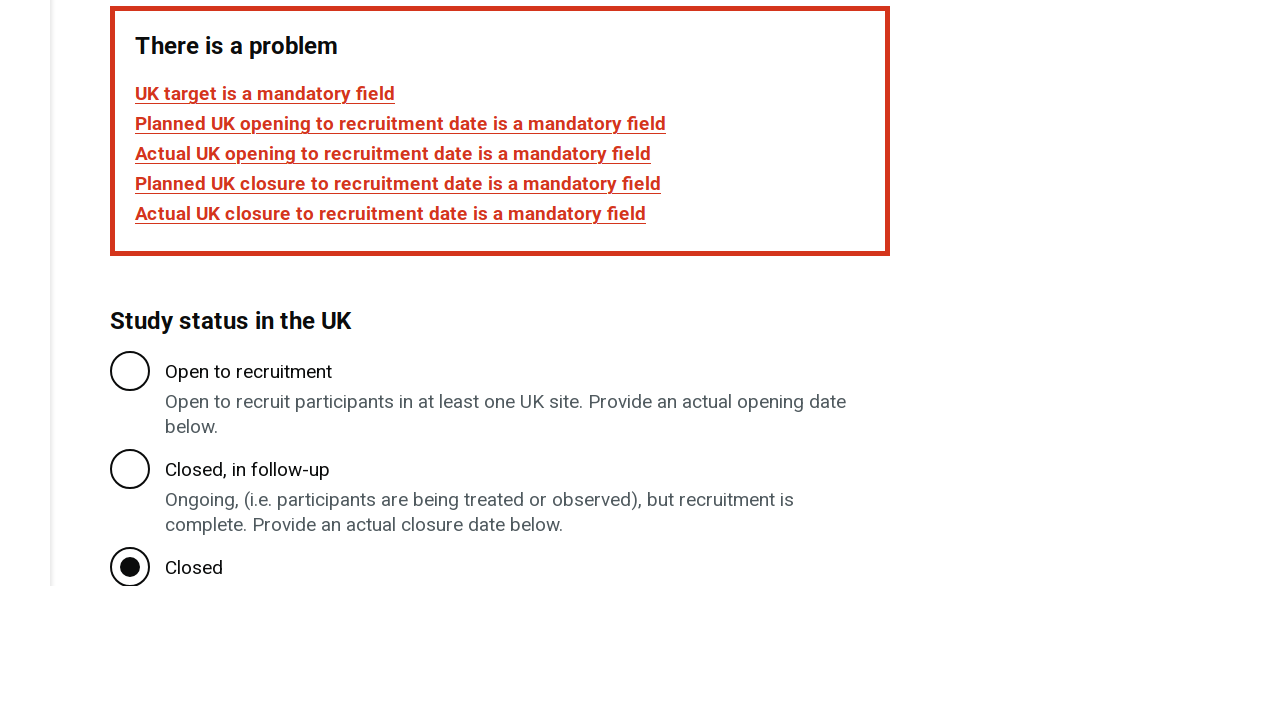 There is a problem
UK target is a mandatory field
Planned UK opening to recruitment date is a mandatory field
Actual UK opening to recruitment date is a mandatory field
Planned UK closure to recruitment date is a mandatory field
Actual UK closure to recruitment date is a mandatory field
Study status in the UK
Open to recruitment
Open to recruit participants in at least one UK site. Provide an actual opening date
below.
Closed, in follow-up
Ongoing, (i.e. participants are being treated or observed), but recruitment is
complete. Provide an actual closure date below.
Closed